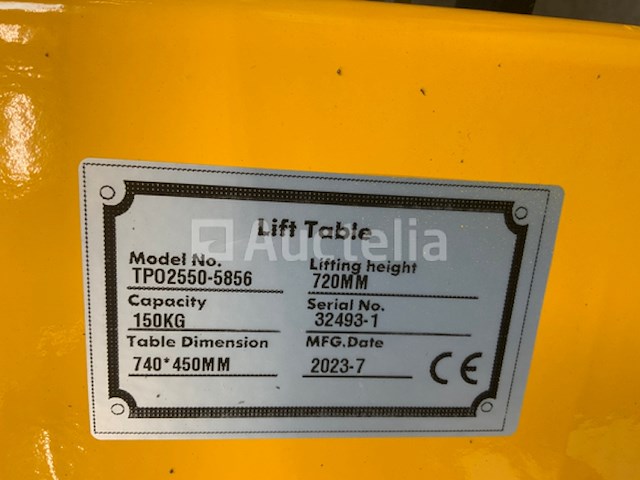 Lift Table
Auctelia
Model No.
TPO2550-5856
Lifting height
720MM
Capacity
150KG
Serial No.
32493-1
Table Dimension
740*450MM
MFG.Date
2023-7
CE